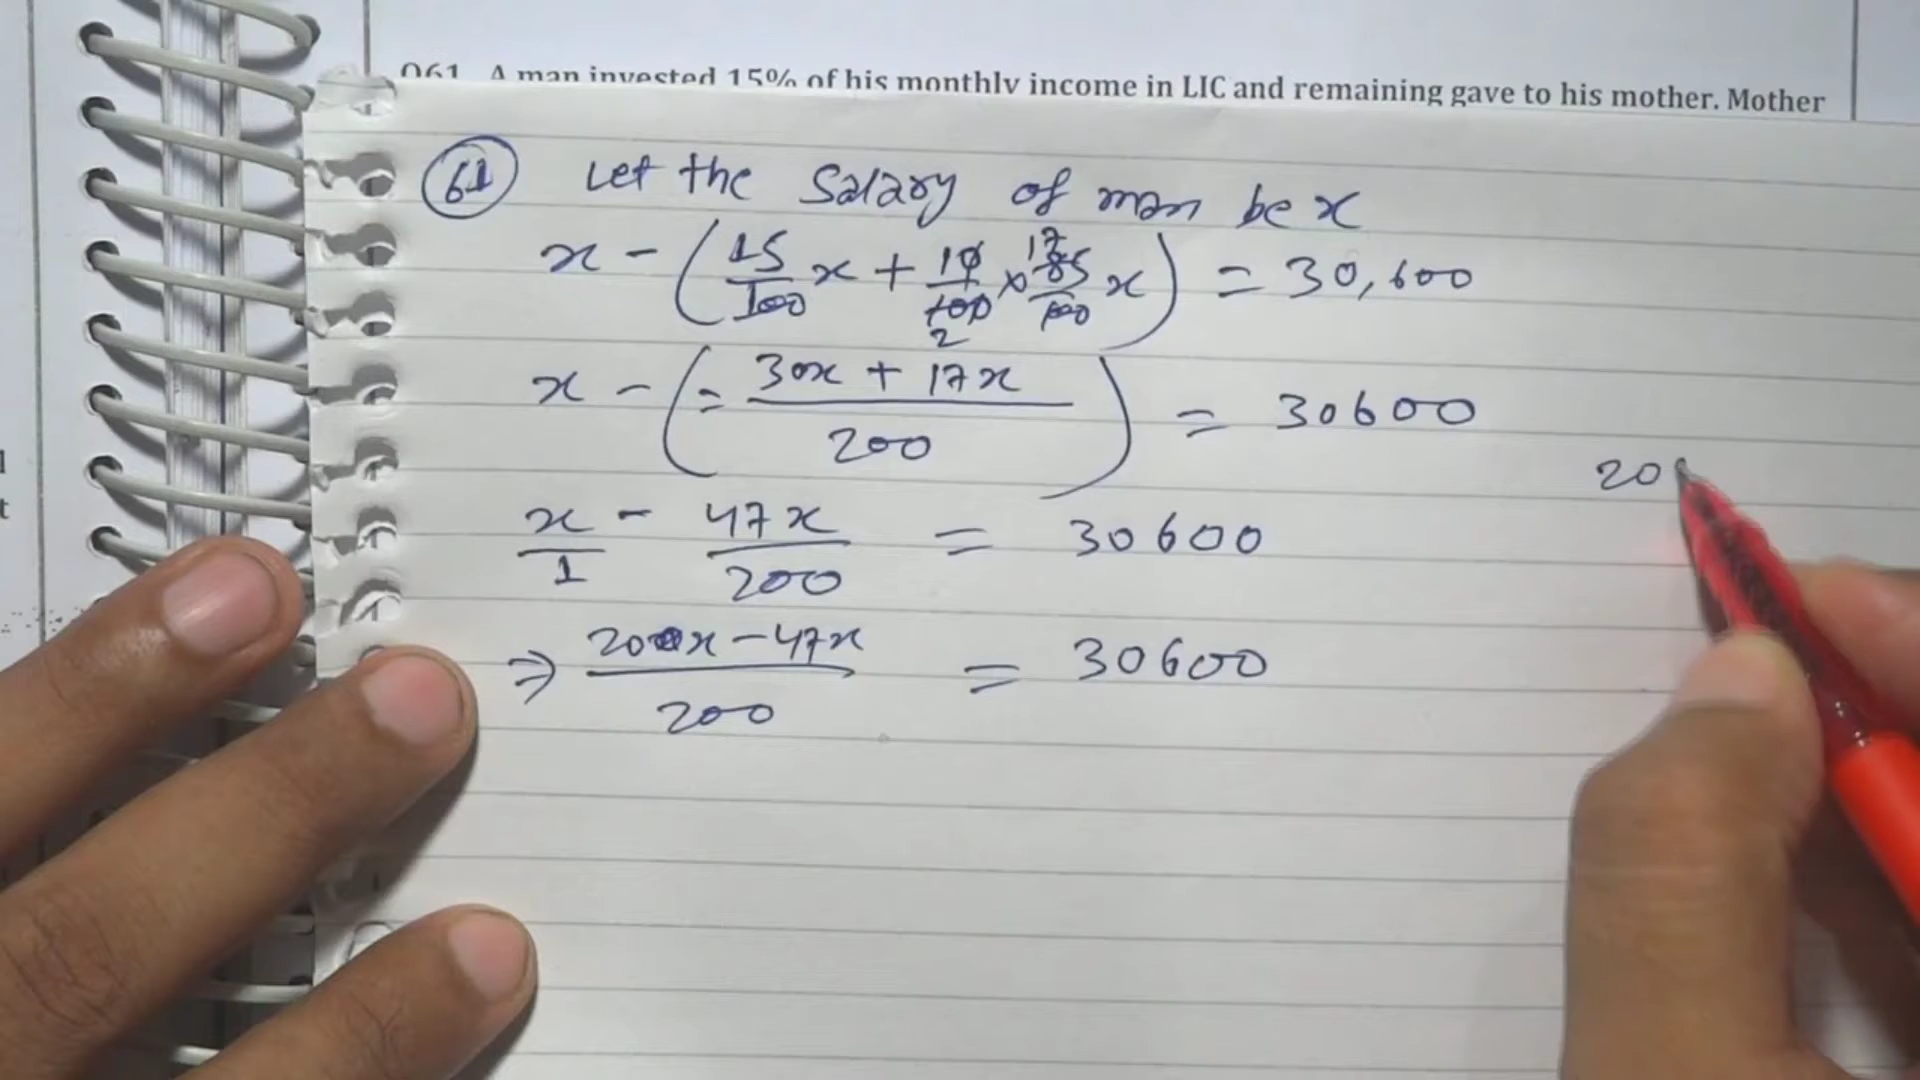 Q61. A man invested 15% of his monthly income in LIC and remaining gave to his mother. Mother
61 Let the Salary of man be x
x - ( 15/100 x + 10/100 × 85/100 x ) = 30,600
17
2
x - ( = 30x + 17x / 200 ) = 30600
20
x/1 - 47x/200 = 30600
⇒ 200x - 47x / 200 = 30600